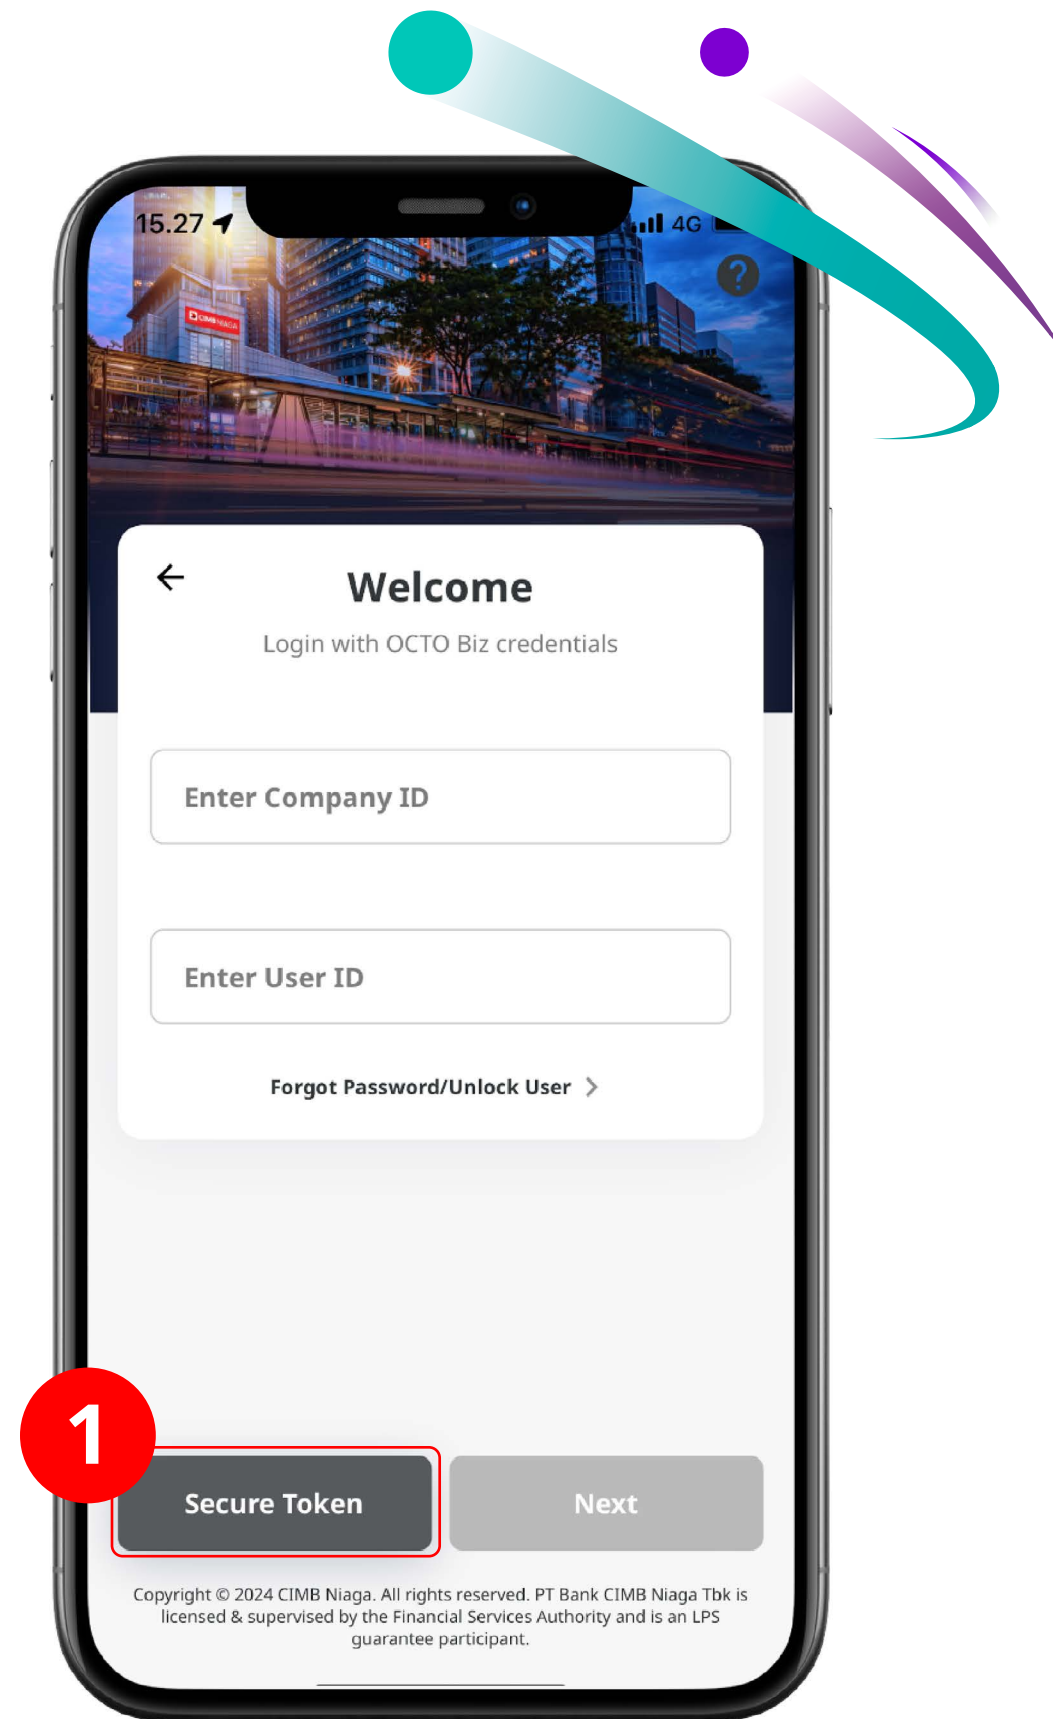 15.27
4G
?
CIMB NIAGA
Welcome
Login with OCTO Biz credentials
Enter Company ID
Enter User ID
Forgot Password/Unlock User
1
Secure Token
Next
Copyright © 2024 CIMB Niaga. All rights reserved. PT Bank CIMB Niaga Tbk is
licensed & supervised by the Financial Services Authority and is an LPS
guarantee participant.